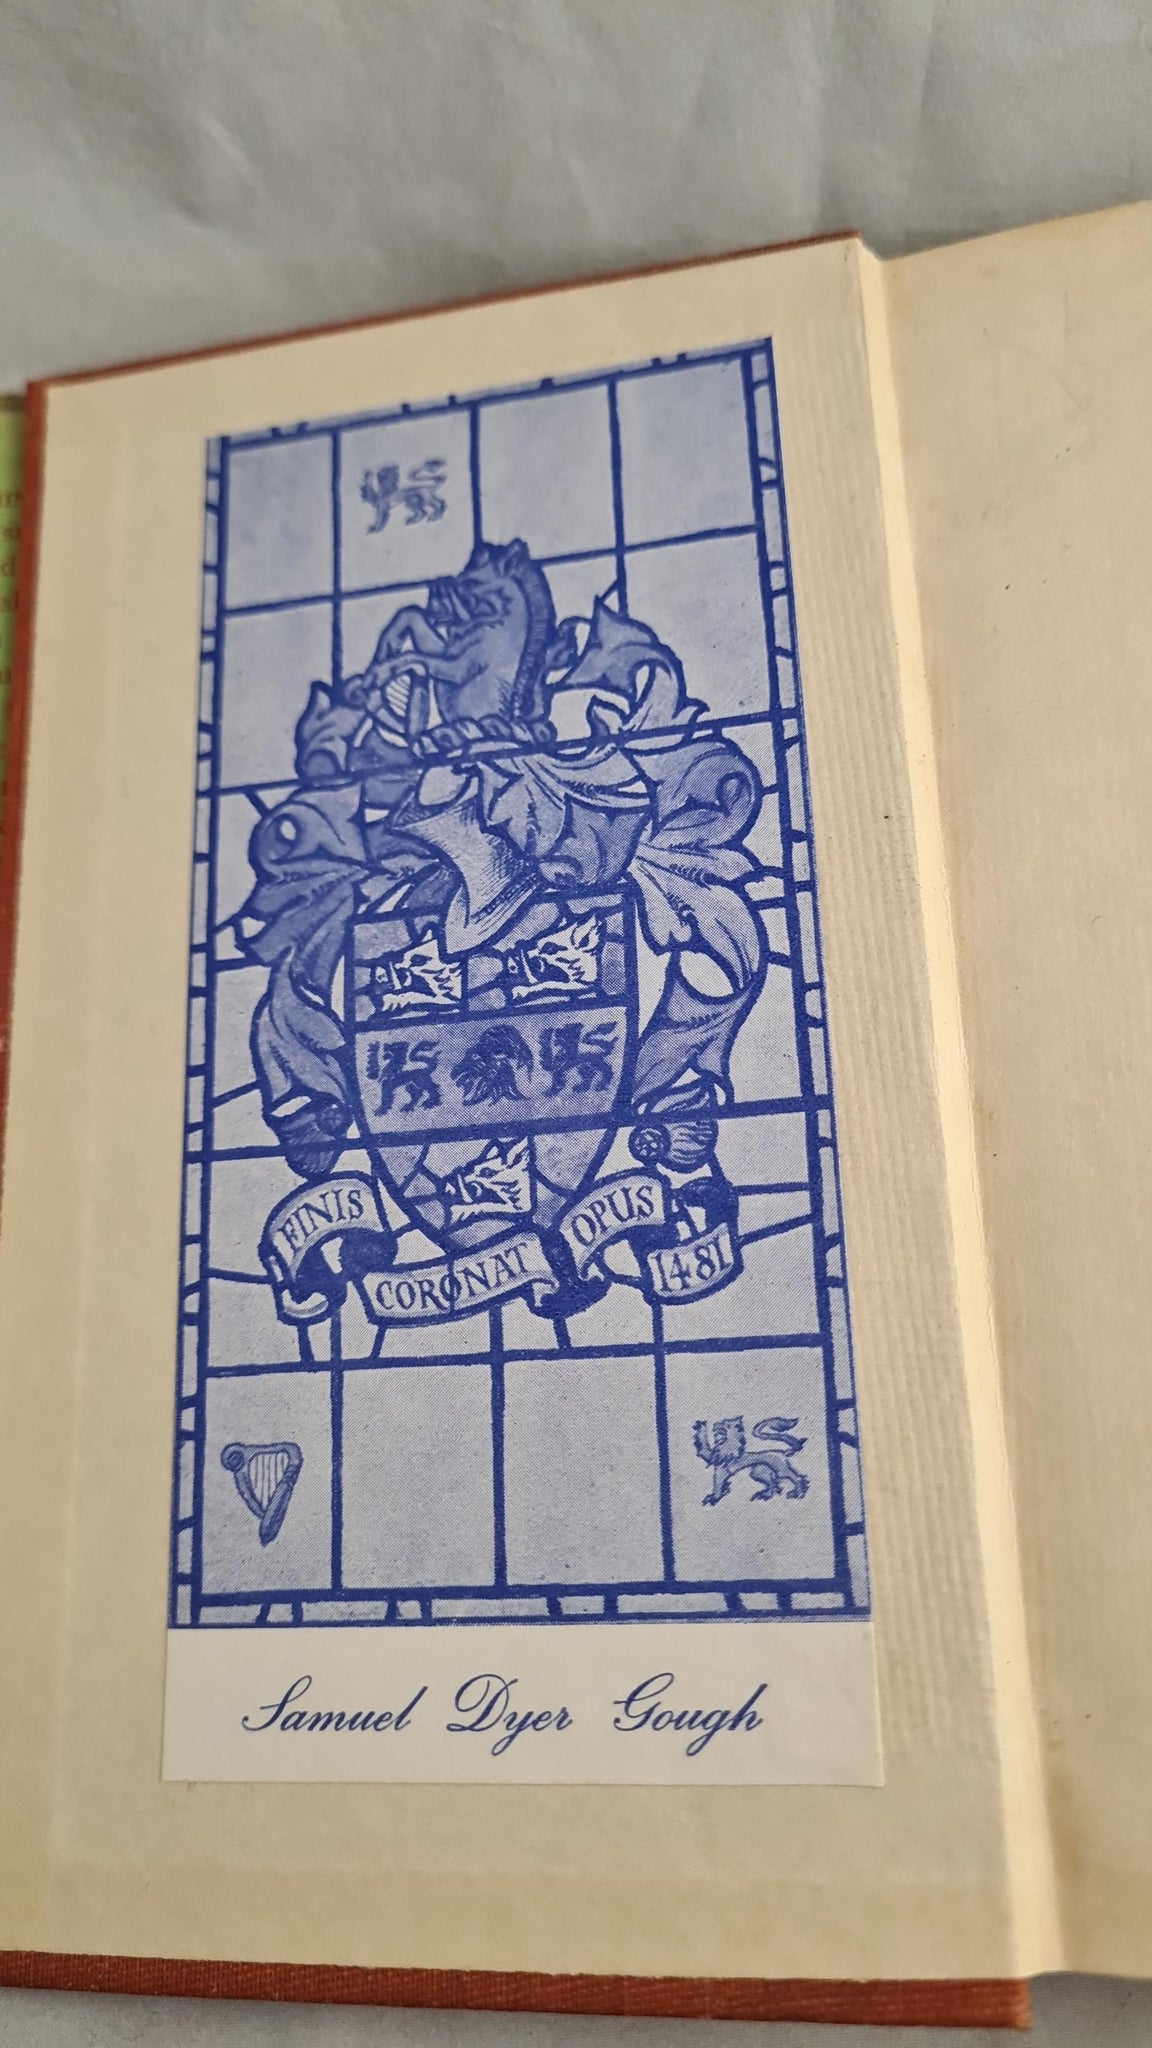 FINIS
CORONAT
OPUS
1481
Samuel Dyer Gough